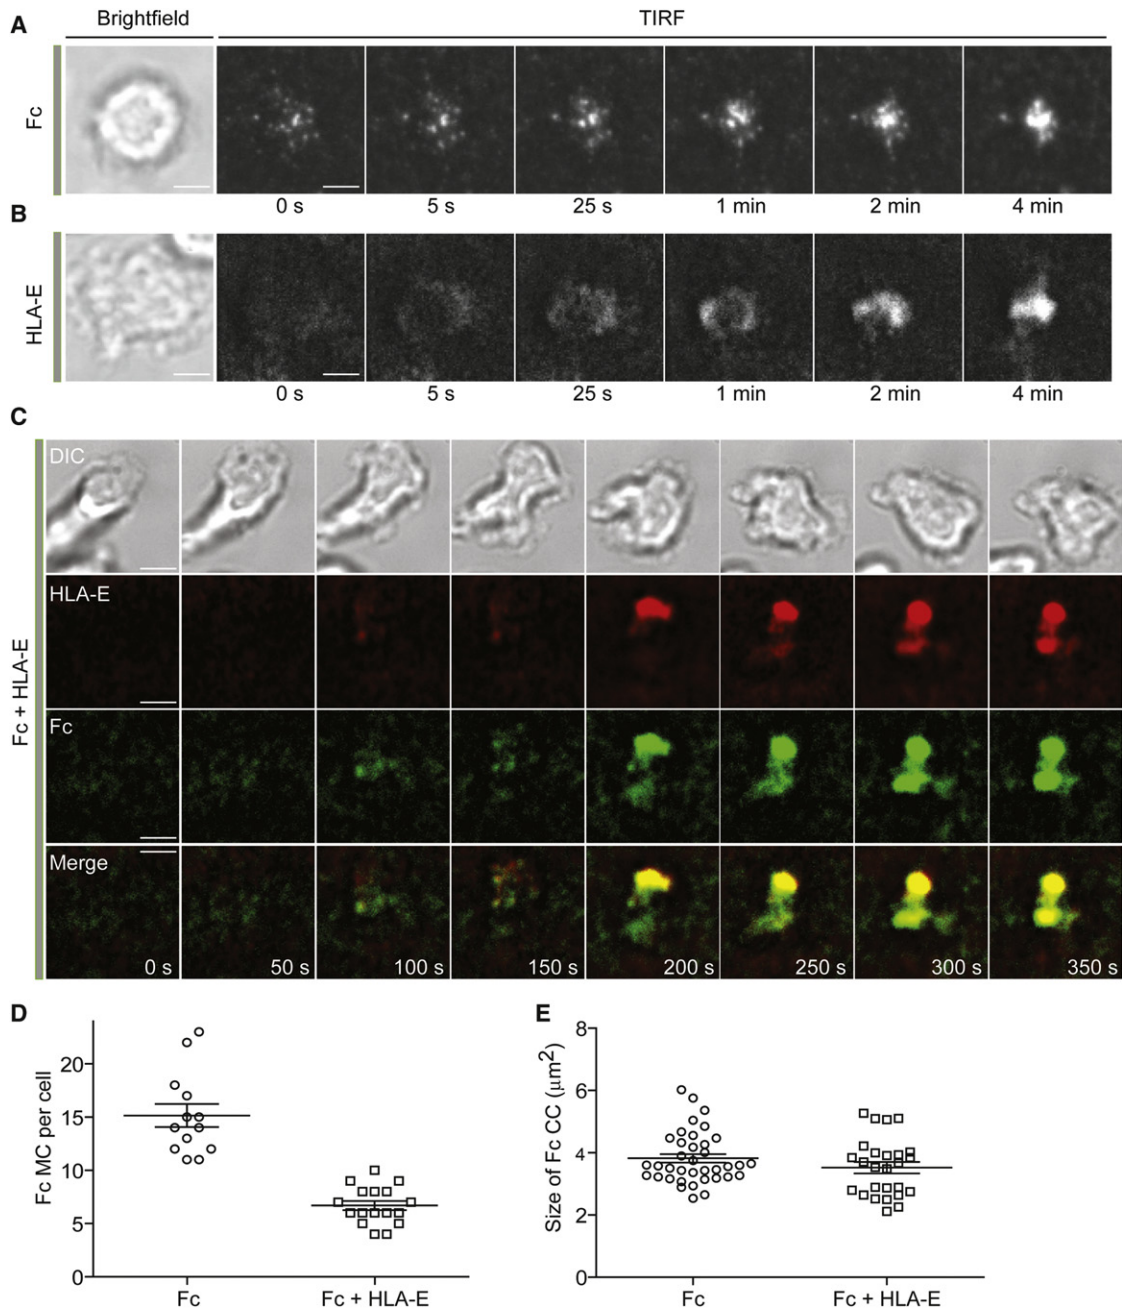 A
Brightfield
TIRF
Fc
0 s
5 s
25 s
1 min
2 min
4 min
B
HLA-E
0 s
5 s
25 s
1 min
2 min
4 min
C
Fc + HLA-E
DIC
HLA-E
Fc
Merge
0 s
50 s
100 s
150 s
200 s
250 s
300 s
350 s
D
Fc MC per cell
20
15
10
5
0
Fc
Fc + HLA-E
E
Size of Fc CC (μm²)
8
6
4
2
0
Fc
Fc + HLA-E